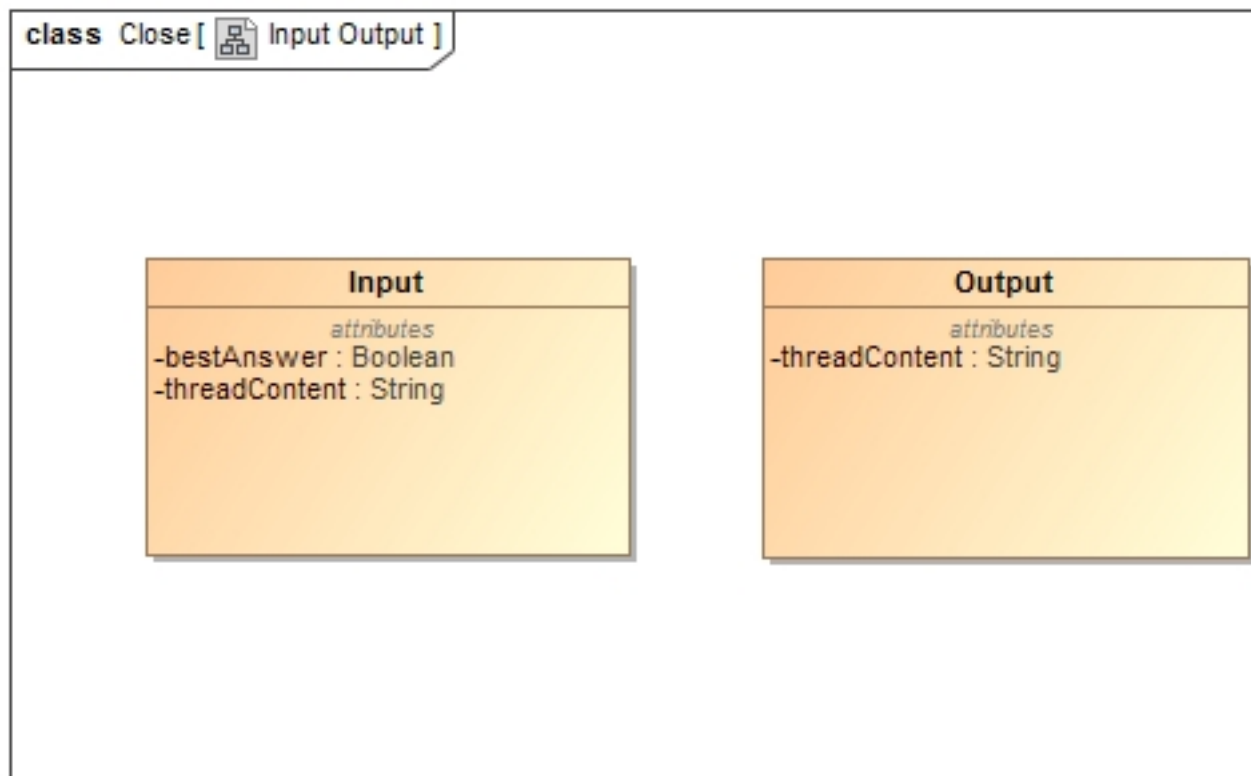 class Close [ Input Output ]
Input
attributes
-bestAnswer : Boolean
-threadContent : String
Output
attributes
-threadContent : String